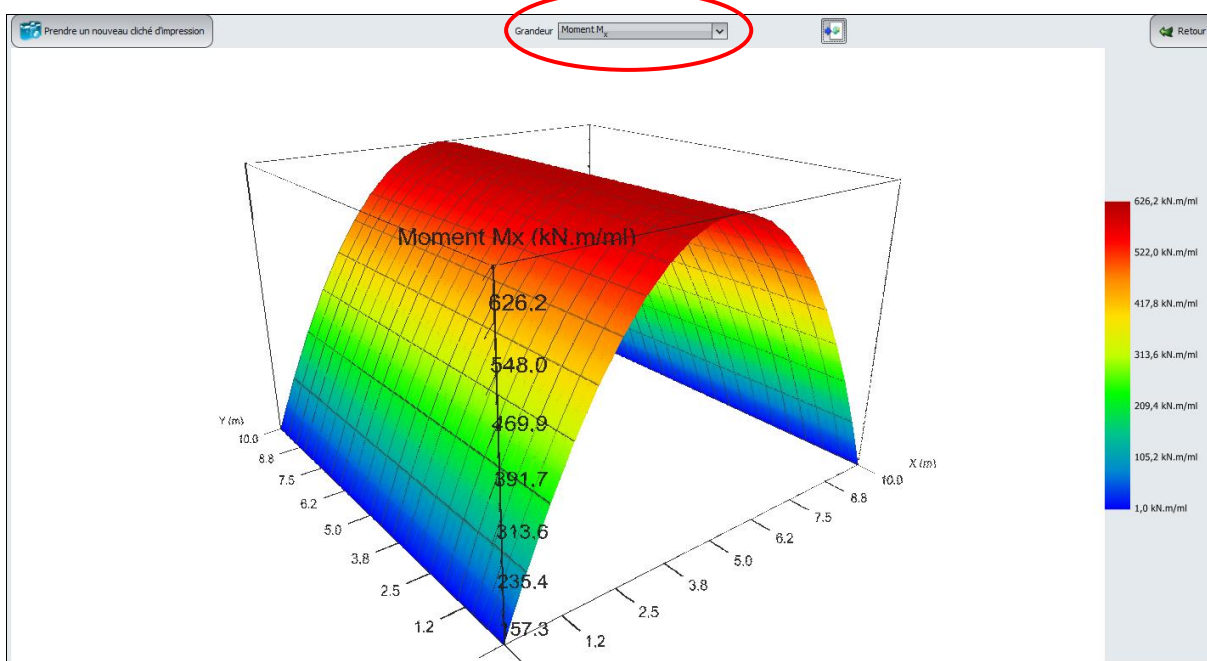 Prendre un nouveau cliché d'impression
Grandeur Moment Mx
Retour
Moment Mx (kN.m/ml)
626.2
548.0
469.9
391.7
313.6
235.4
157.3
Y (m)
10.0
8.8
7.5
6.2
5.0
3.8
2.5
1.2
X (m)
10.0
8.8
7.5
6.2
5.0
3.8
2.5
1.2
626,2 kN.m/ml
522,0 kN.m/ml
417,8 kN.m/ml
313,6 kN.m/ml
209,4 kN.m/ml
105,2 kN.m/ml
1,0 kN.m/ml